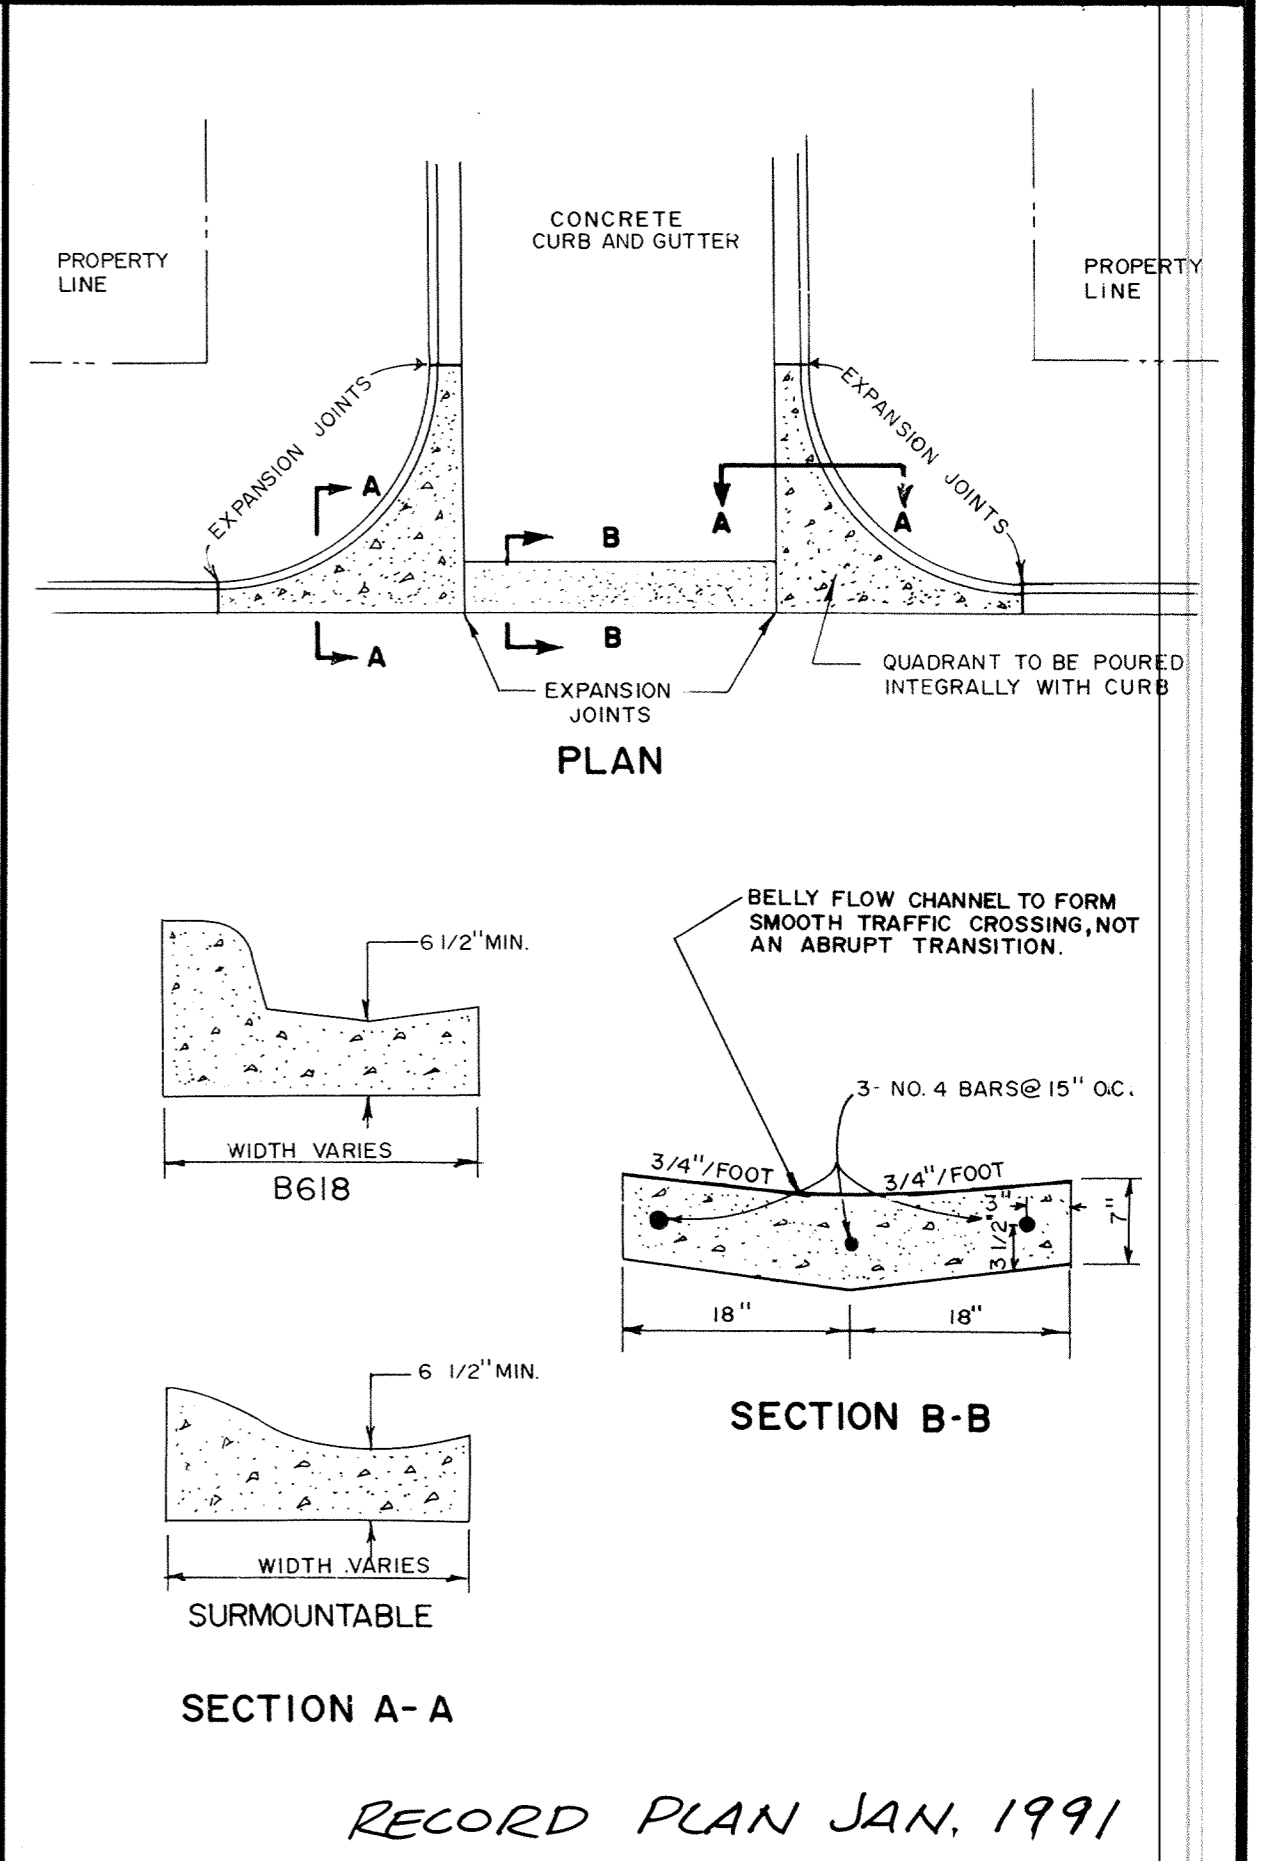 CONCRETE
CURB AND GUTTER
PROPERTY
LINE
PROPERTY
LINE
EXPANSION JOINTS
EXPANSION JOINTS
A
A
A
A
B
B
EXPANSION
JOINTS
QUADRANT TO BE POURED
INTEGRALLY WITH CURB
PLAN
6 1/2" MIN.
WIDTH VARIES
B618
BELLY FLOW CHANNEL TO FORM
SMOOTH TRAFFIC CROSSING, NOT
AN ABRUPT TRANSITION.
3- NO. 4 BARS @ 15" O.C.
3/4"/FOOT
3/4"/FOOT
3"
3 1/2"
7"
18"
18"
SECTION B-B
6 1/2" MIN.
WIDTH VARIES
SURMOUNTABLE
SECTION A-A
RECORD PLAN JAN. 1991